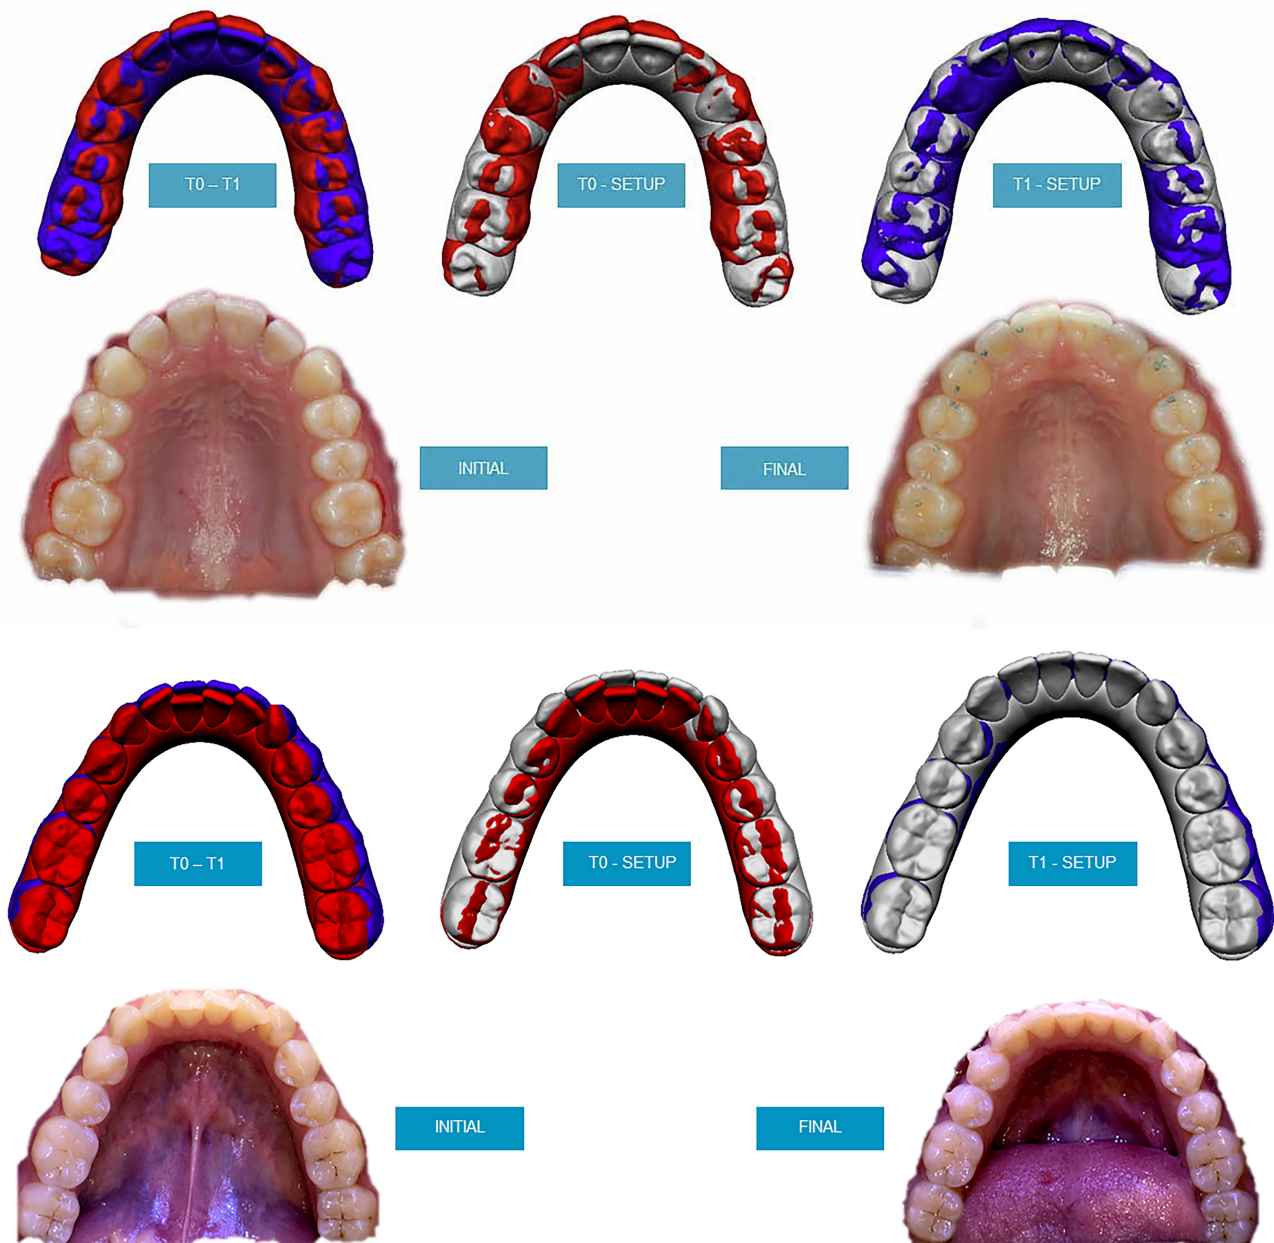 T0 – T1
T0 - SETUP
T1 - SETUP
INITIAL
FINAL
T0 – T1
T0 - SETUP
T1 - SETUP
INITIAL
FINAL